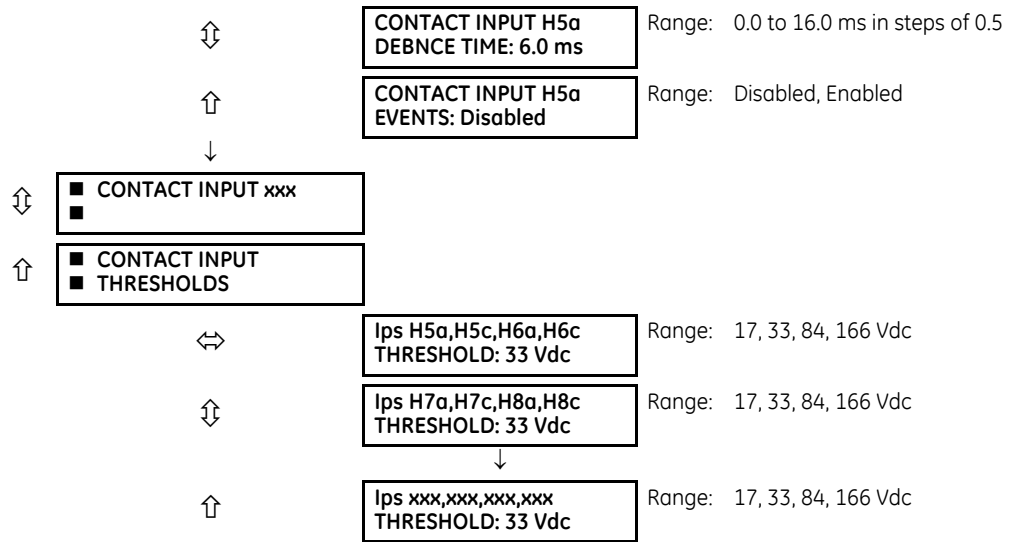 CONTACT INPUT H5a
DEBNCE TIME: 6.0 ms
Range: 0.0 to 16.0 ms in steps of 0.5
CONTACT INPUT H5a
EVENTS: Disabled
Range: Disabled, Enabled
■ CONTACT INPUT xxx
■
■ CONTACT INPUT
■ THRESHOLDS
Ips H5a,H5c,H6a,H6c
THRESHOLD: 33 Vdc
Range: 17, 33, 84, 166 Vdc
Ips H7a,H7c,H8a,H8c
THRESHOLD: 33 Vdc
Range: 17, 33, 84, 166 Vdc
Ips xxx,xxx,xxx,xxx
THRESHOLD: 33 Vdc
Range: 17, 33, 84, 166 Vdc